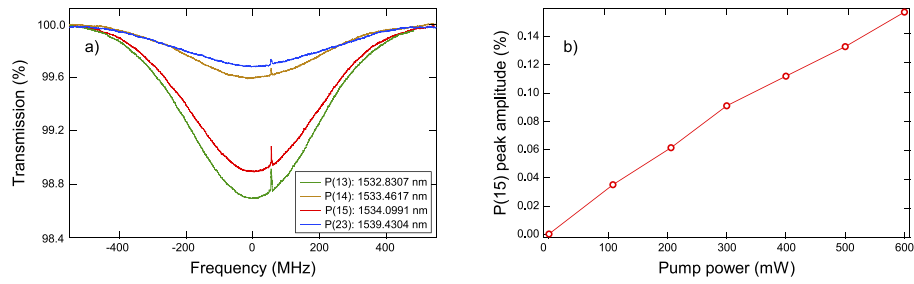 a)
Transmission (%)
100.0
99.6
99.2
98.8
98.4
-400
-200
0
200
400
Frequency (MHz)
P(13): 1532.8307 nm
P(14): 1533.4617 nm
P(15): 1534.0991 nm
P(23): 1539.4304 nm
b)
P(15) peak amplitude (%)
0.14
0.12
0.10
0.08
0.06
0.04
0.02
0.00
0
100
200
300
400
500
600
Pump power (mW)